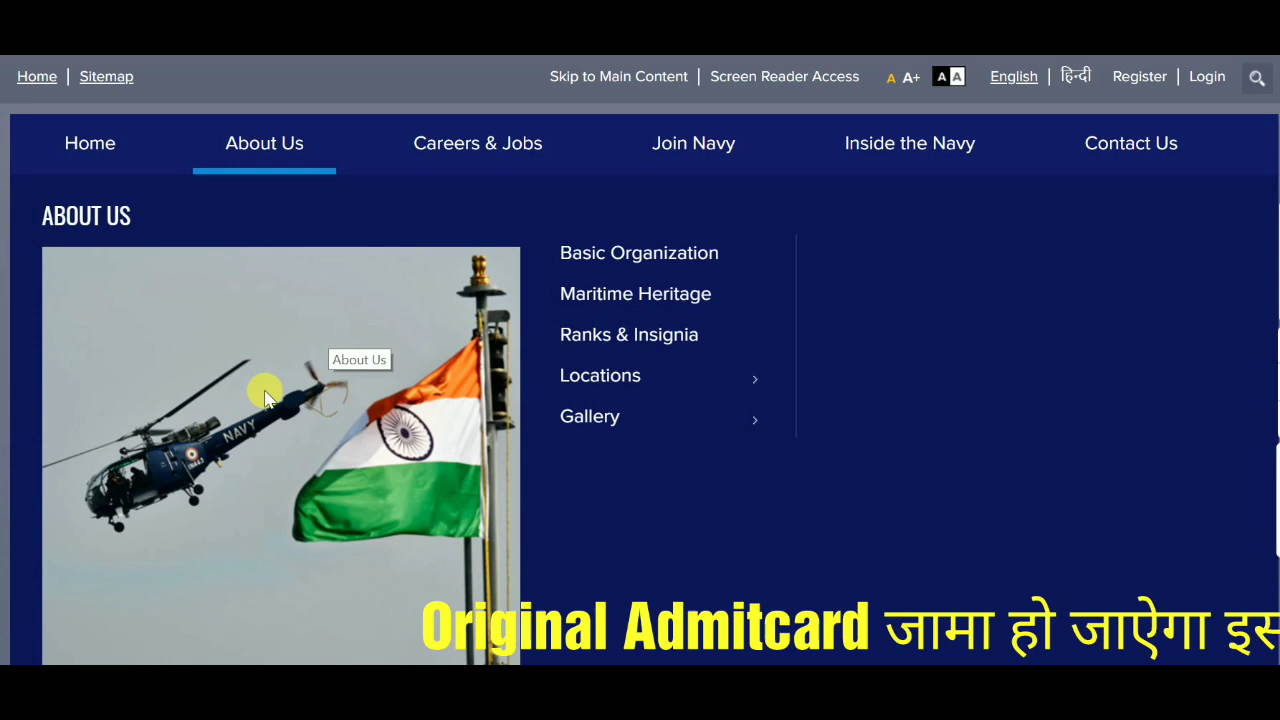 Home | Sitemap Skip to Main Content | Screen Reader Access A A+ A A English | हिन्दी Register | Login
Home About Us Careers & Jobs Join Navy Inside the Navy Contact Us
ABOUT US
Basic Organization
Maritime Heritage
Ranks & Insignia
About Us
Locations
Gallery
NAVY
Original Admitcard जामा हो जाऐगा इस